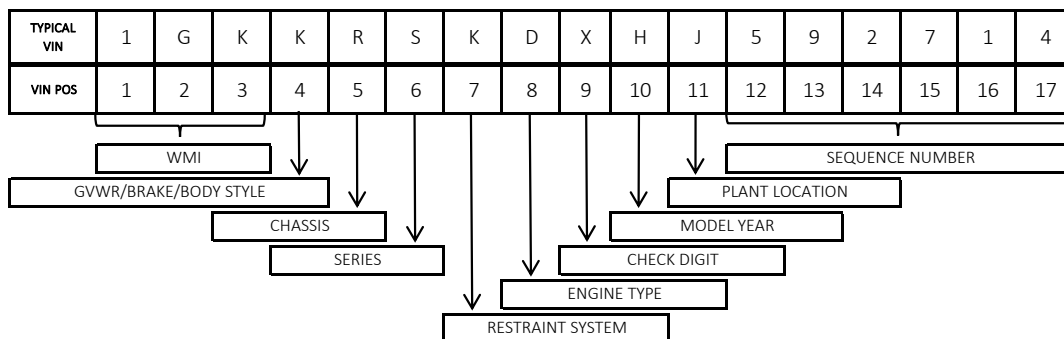 TYPICAL VIN 1 G K K R S K D X H J 5 9 2 7 1 4
VIN POS 1 2 3 4 5 6 7 8 9 10 11 12 13 14 15 16 17
WMI SEQUENCE NUMBER
GVWR/BRAKE/BODY STYLE PLANT LOCATION
CHASSIS MODEL YEAR
SERIES CHECK DIGIT
ENGINE TYPE
RESTRAINT SYSTEM